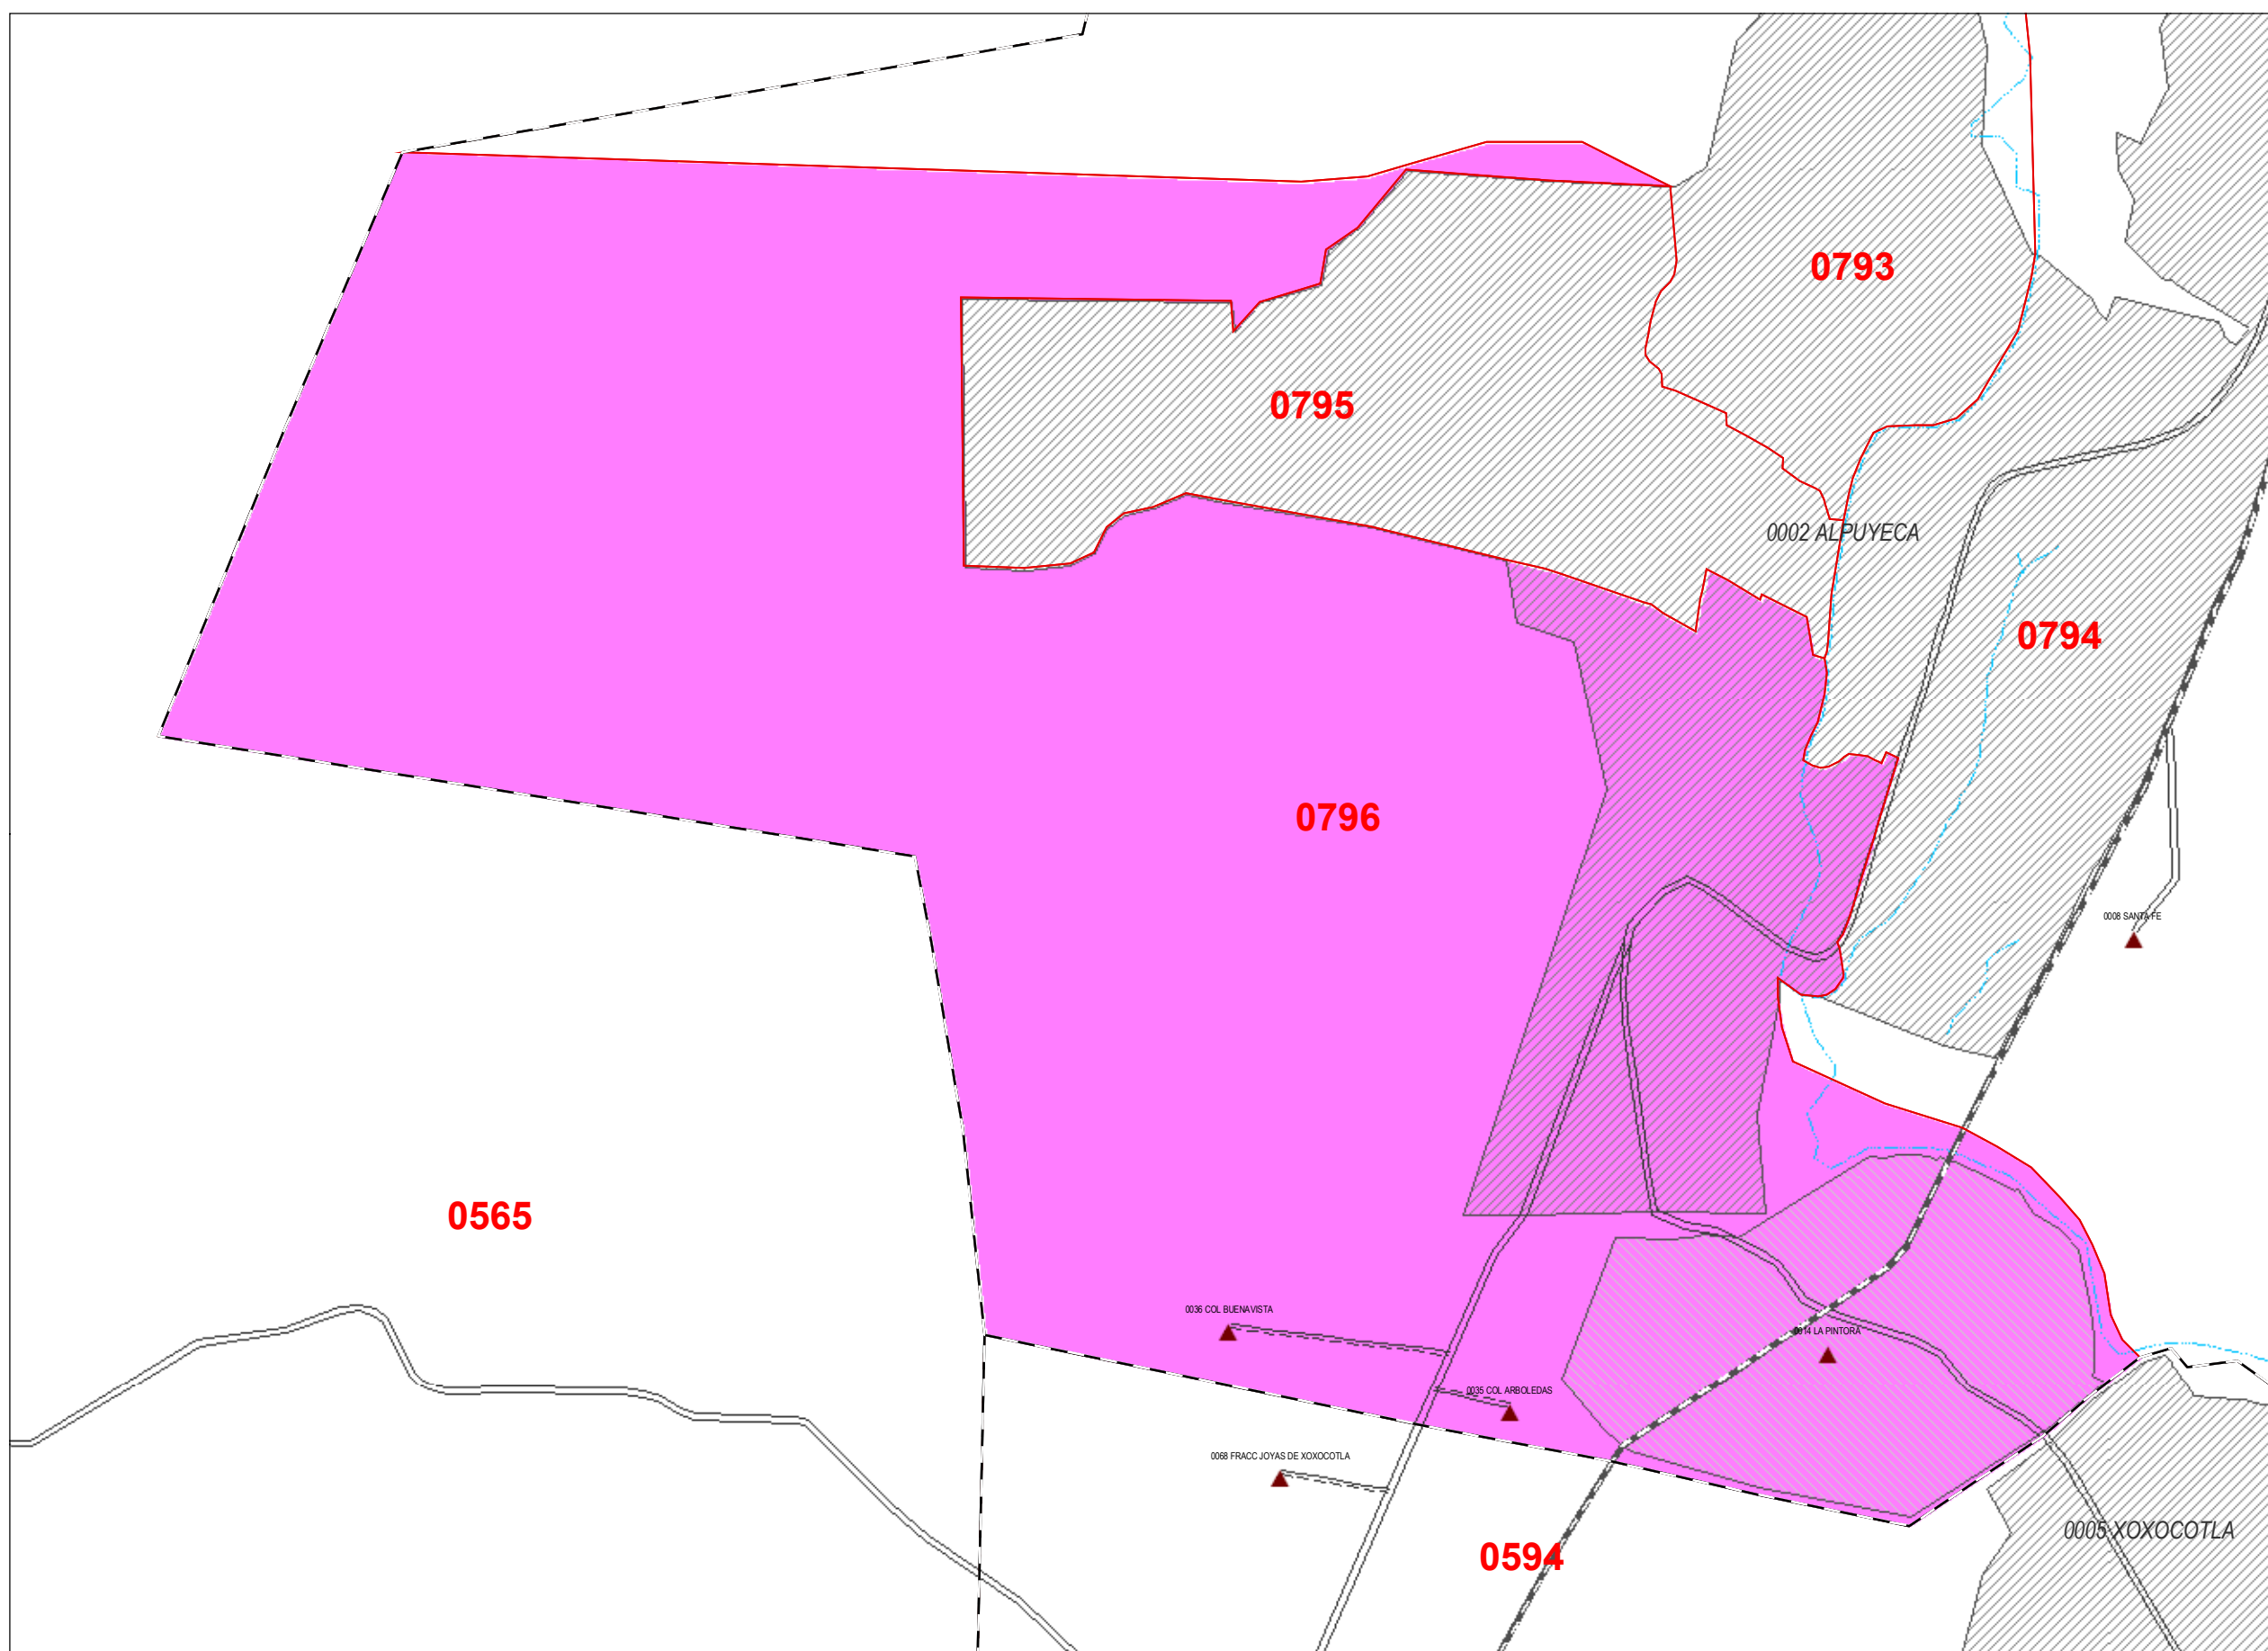 0793
0795
0002 ALPUYECA
0794
0796
0008 SANTA FE
0565
0036 COL BUENAVISTA
0014 LA PINTORA
0035 COL ARBOLEDAS
0068 FRACC JOYAS DE XOXOCOTLA
0005 XOXOCOTLA
0594